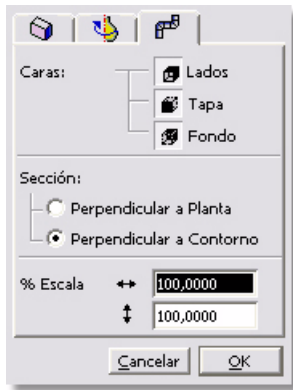 Caras:
Lados
Tapa
Fondo
Sección:
Perpendicular a Planta
Perpendicular a Contorno
% Escala
100,0000
100,0000
Cancelar
OK